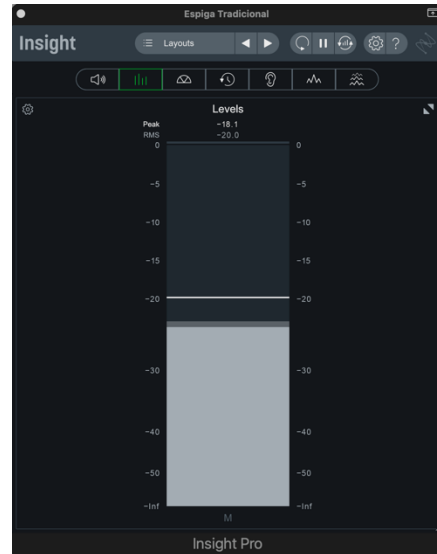 Espiga Tradicional
Insight
Layouts
?
Levels
Peak -18.1
RMS -20.0
0 0
-5 -5
-10 -10
-15 -15
-20 -20
-30 -30
-40 -40
-50 -50
-Inf -Inf
M
Insight Pro